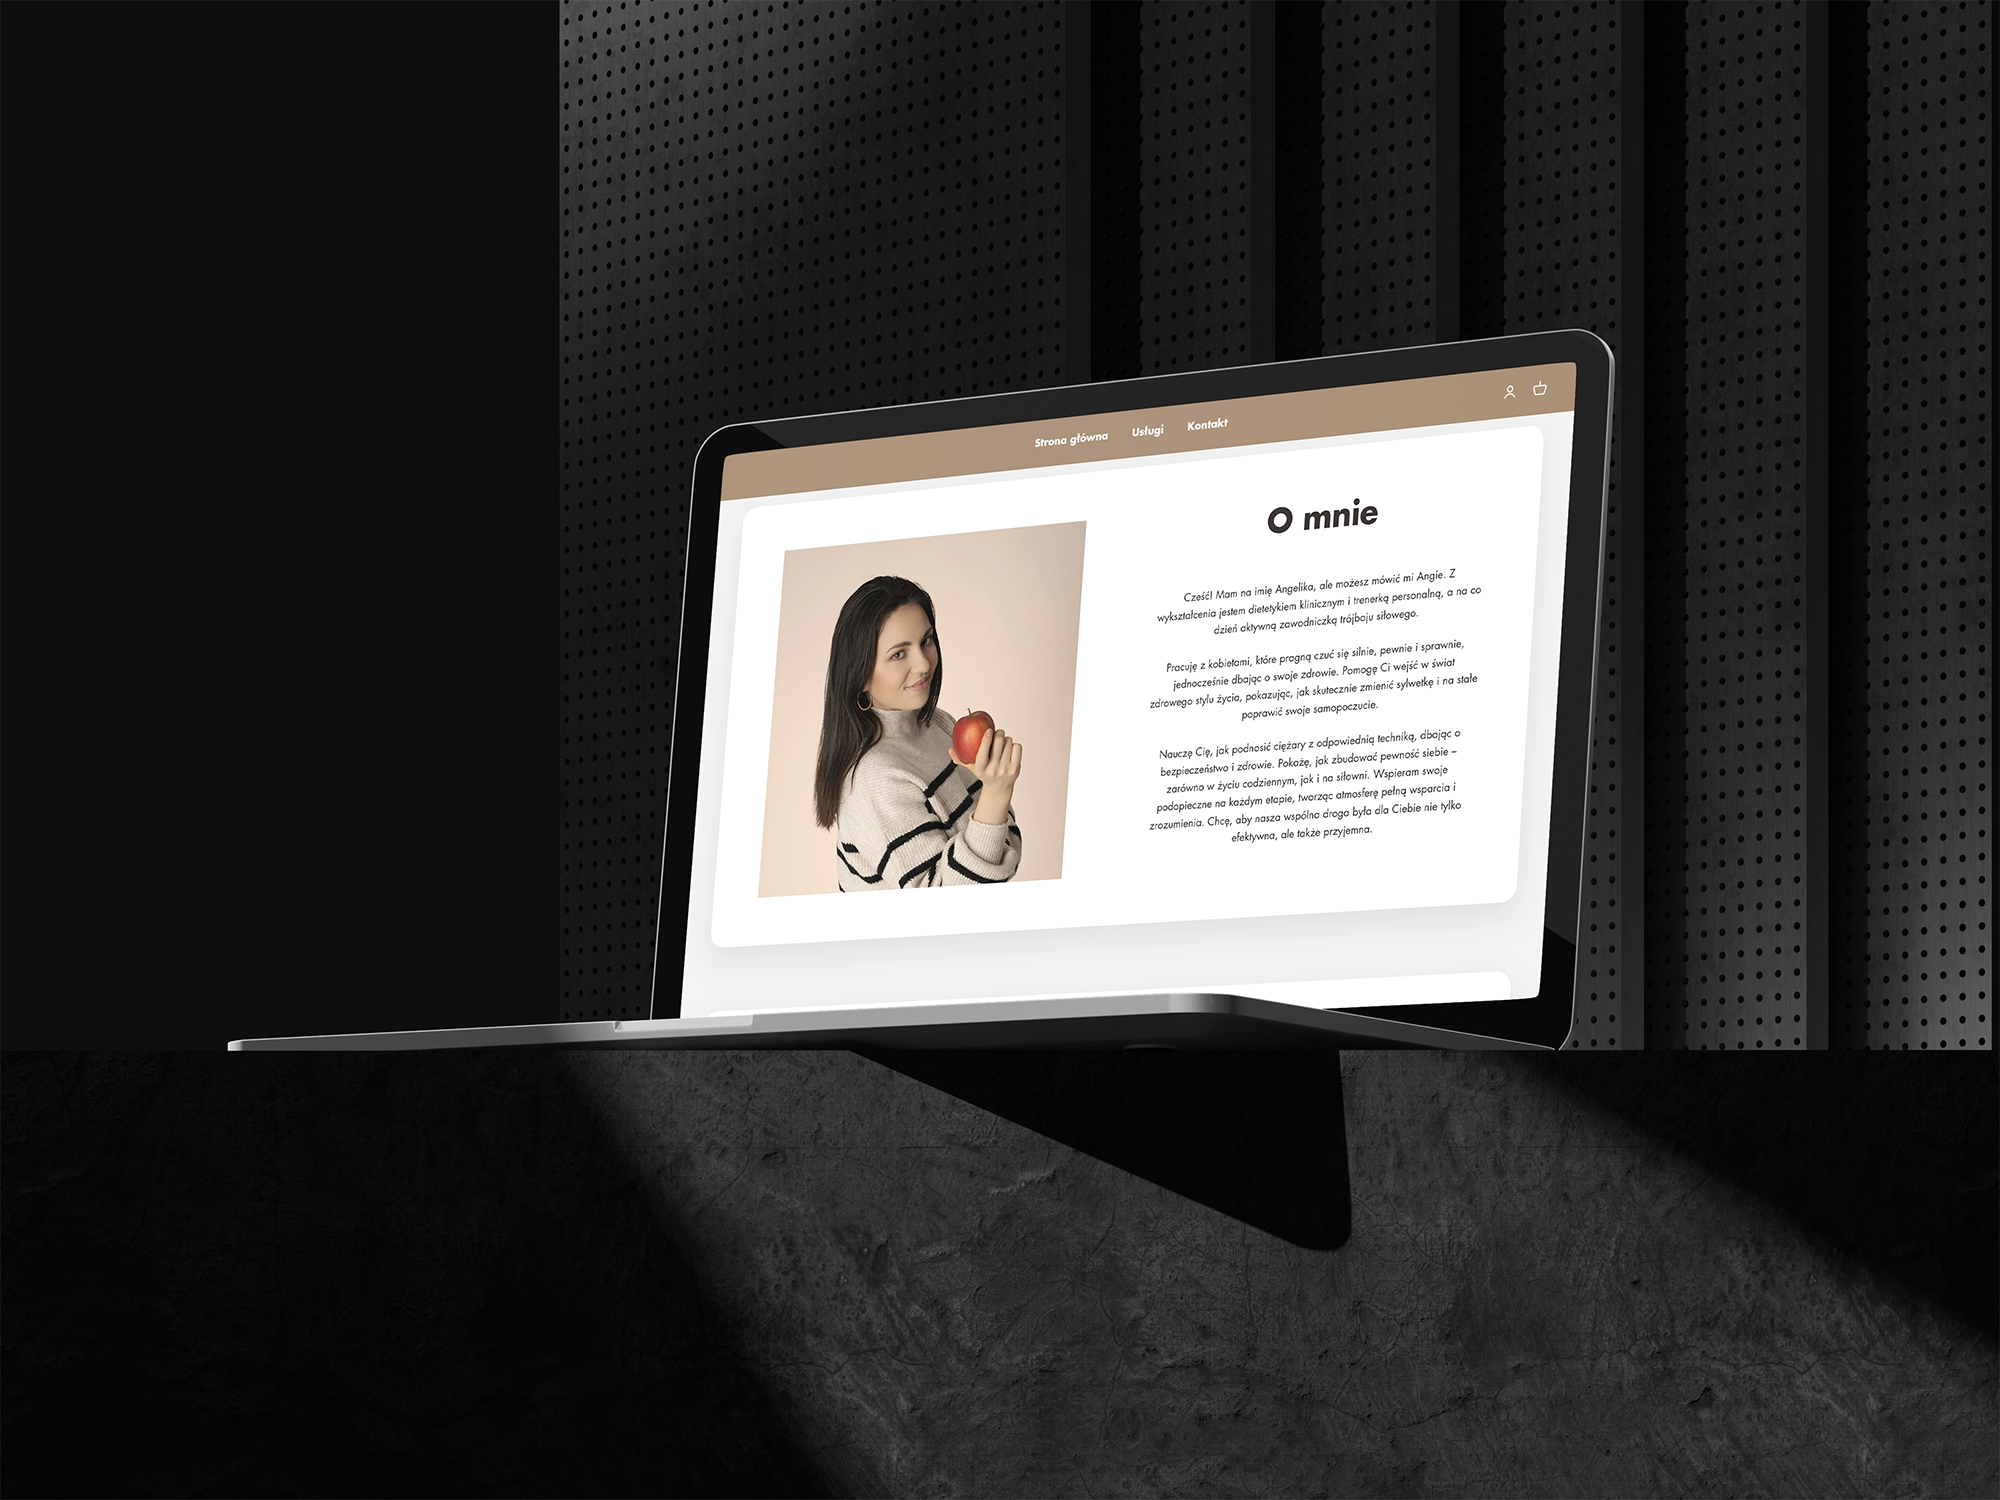 Strona główna
Usługi
Kontakt
O mnie
Cześć! Mam na imię Angelika, ale możesz mówić mi Angie. Z
wykształcenia jestem dietetykiem klinicznym i trenerką personalną, a na co
dzień aktywną zawodniczką trójboju siłowego.
Pracuję z kobietami, które pragną czuć się silnie, pewnie i sprawnie,
jednocześnie dbając o swoje zdrowie. Pomogę Ci wejść w świat
zdrowego stylu życia, pokazując, jak skutecznie zmienić sylwetkę i na stałe
poprawić swoje samopoczucie.
Nauczę Cię, jak podnosić ciężary z odpowiednią techniką, dbając o
bezpieczeństwo i zdrowie. Pokażę, jak zbudować pewność siebie –
zarówno w życiu codziennym, jak i na siłowni. Wspieram swoje
podopieczne na każdym etapie, tworząc atmosferę pełną wsparcia i
zrozumienia. Chcę, aby nasza wspólna droga była dla Ciebie nie tylko
efektywna, ale także przyjemna.